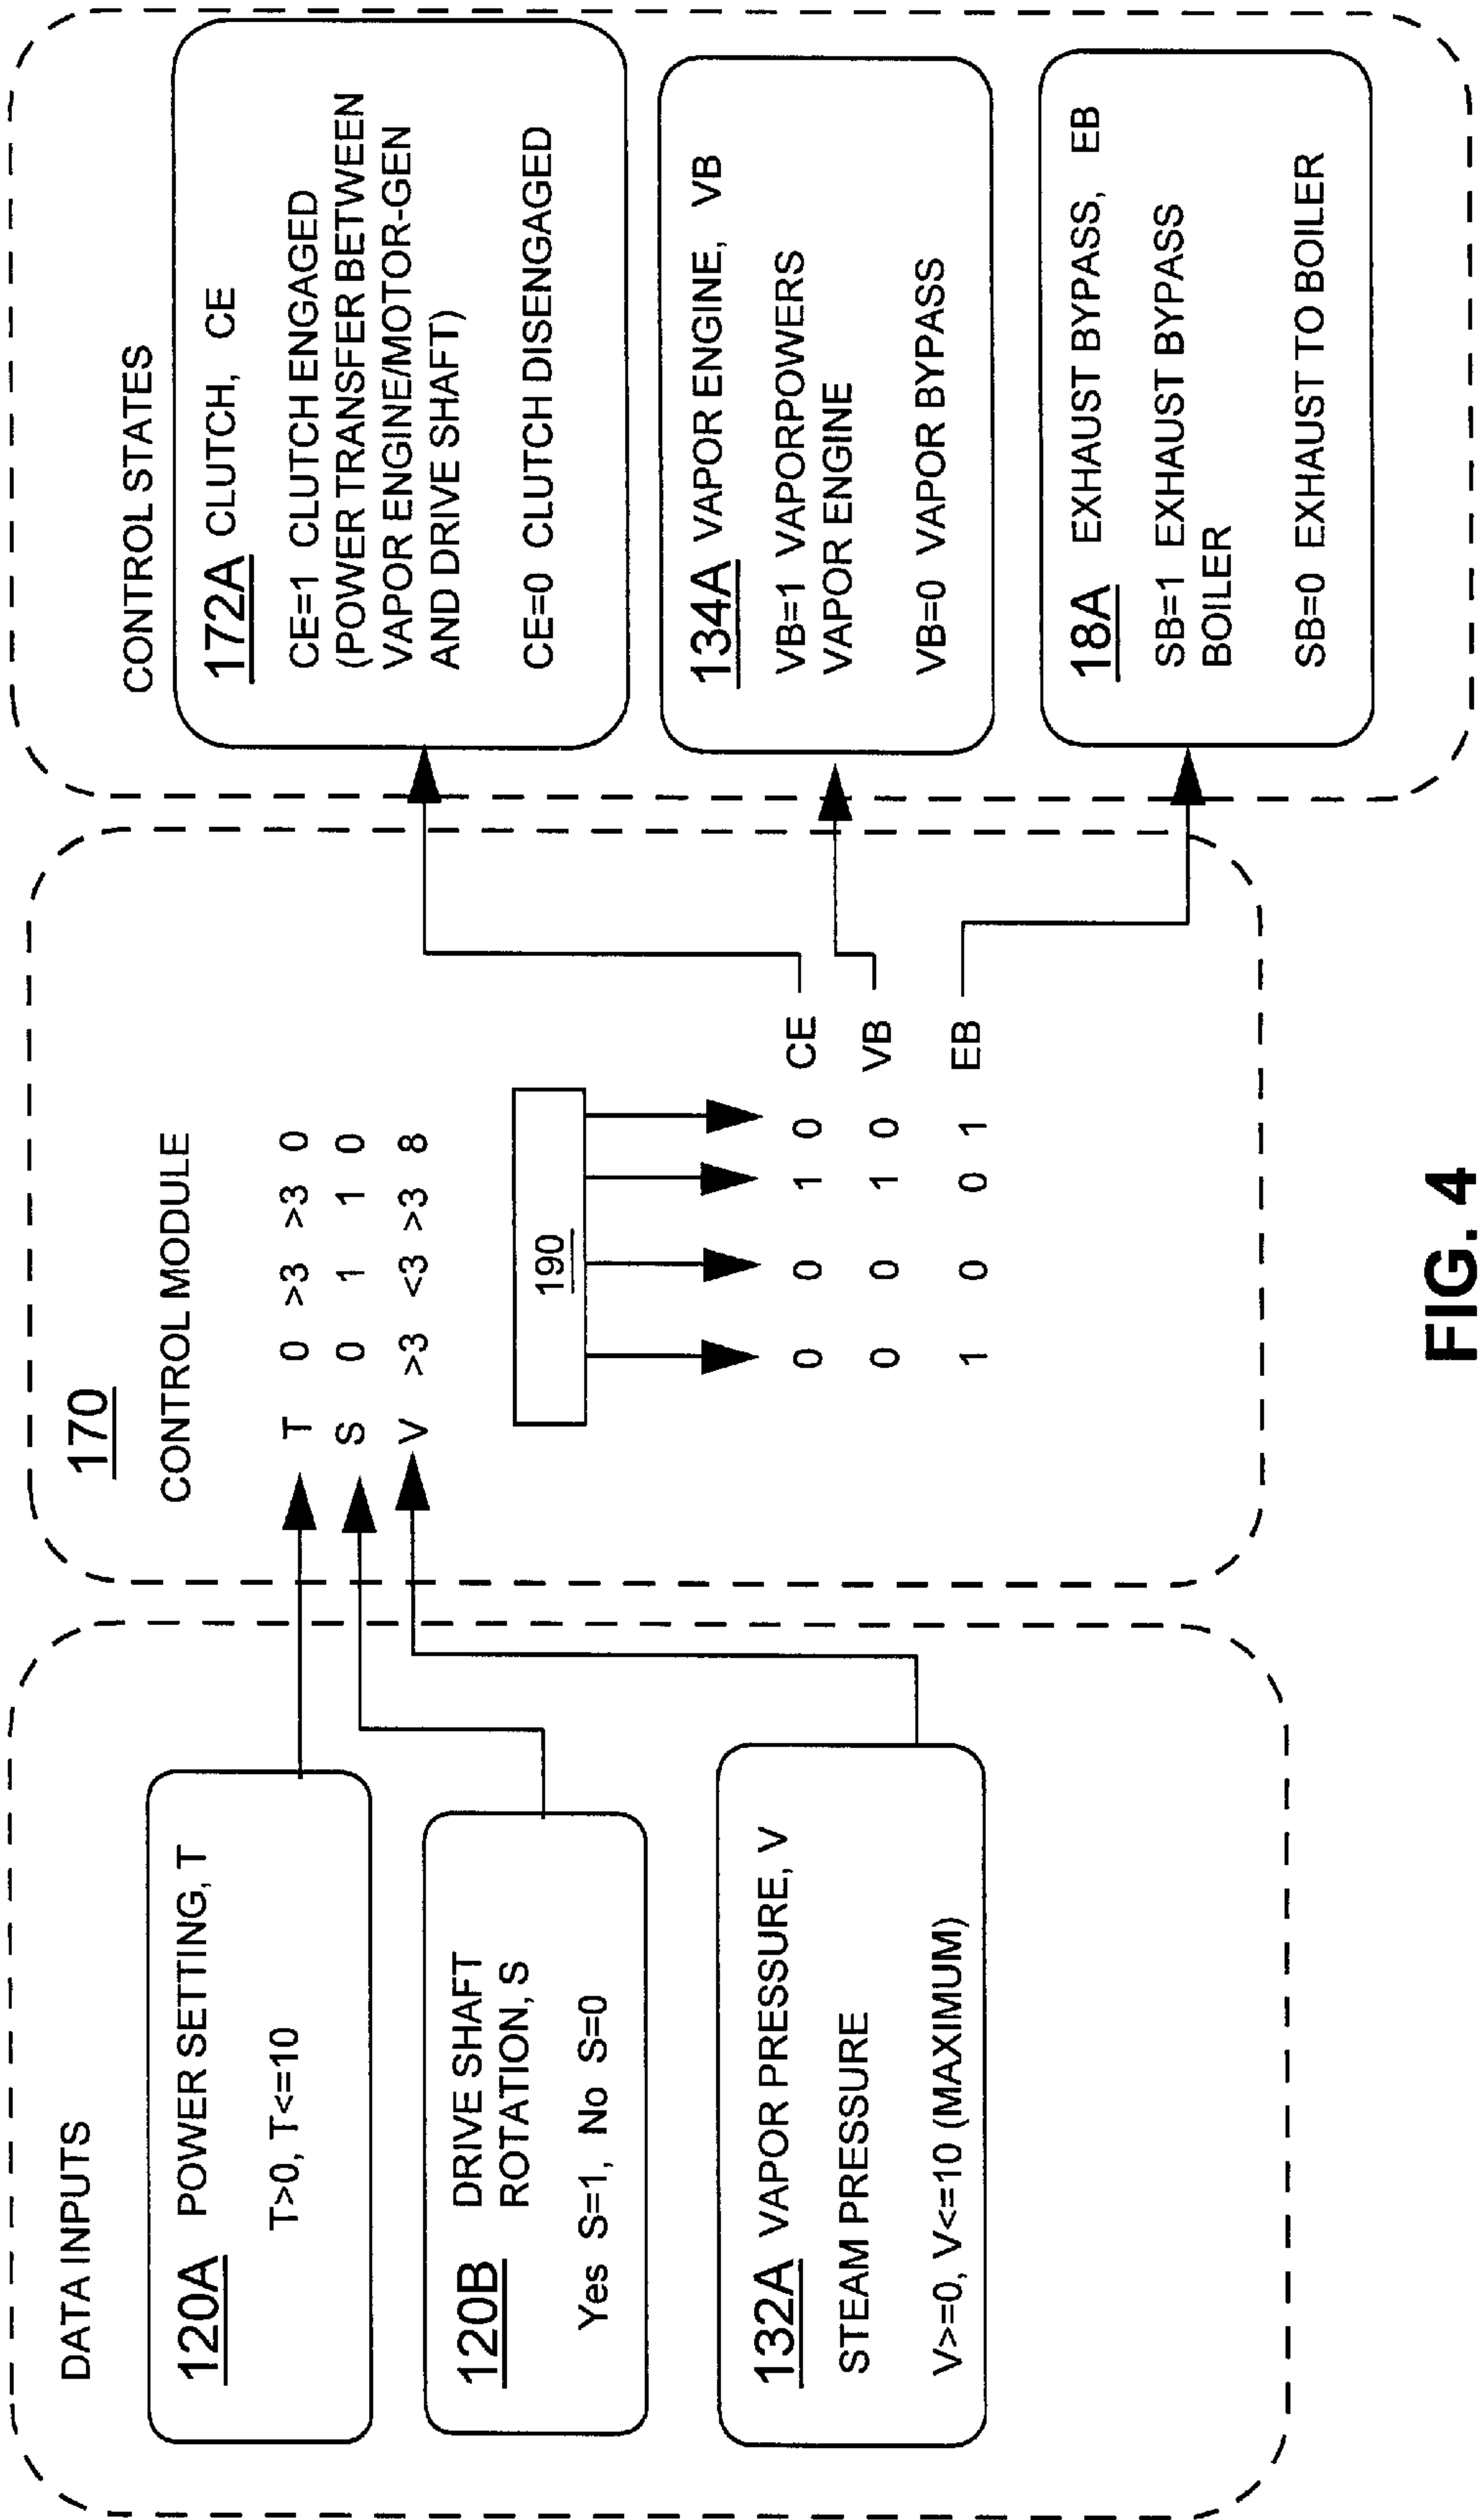 DATA INPUTS
120A POWER SETTING, T
T>0, T<=10
120B DRIVE SHAFT
ROTATION, S
Yes S=1, No S=0
132A VAPOR PRESSURE, V
STEAM PRESSURE
V>=0, V<=10 (MAXIMUM)
170
CONTROL MODULE
T 0 >3 >3 0
S 0 1 1 0
V >3 <3 >3 8
190
0 0 1 0 CE
0 0 1 0 VB
1 0 0 1 EB
CONTROL STATES
172A CLUTCH, CE
CE=1 CLUTCH ENGAGED
(POWER TRANSFER BETWEEN
VAPOR ENGINE/MOTOR-GEN
AND DRIVE SHAFT)
CE=0 CLUTCH DISENGAGED
134A VAPOR ENGINE, VB
VB=1 VAPORPOWERS
VAPOR ENGINE
VB=0 VAPOR BYPASS
18A EXHAUST BYPASS, EB
SB=1 EXHAUST BYPASS
BOILER
SB=0 EXHAUST TO BOILER
FIG. 4